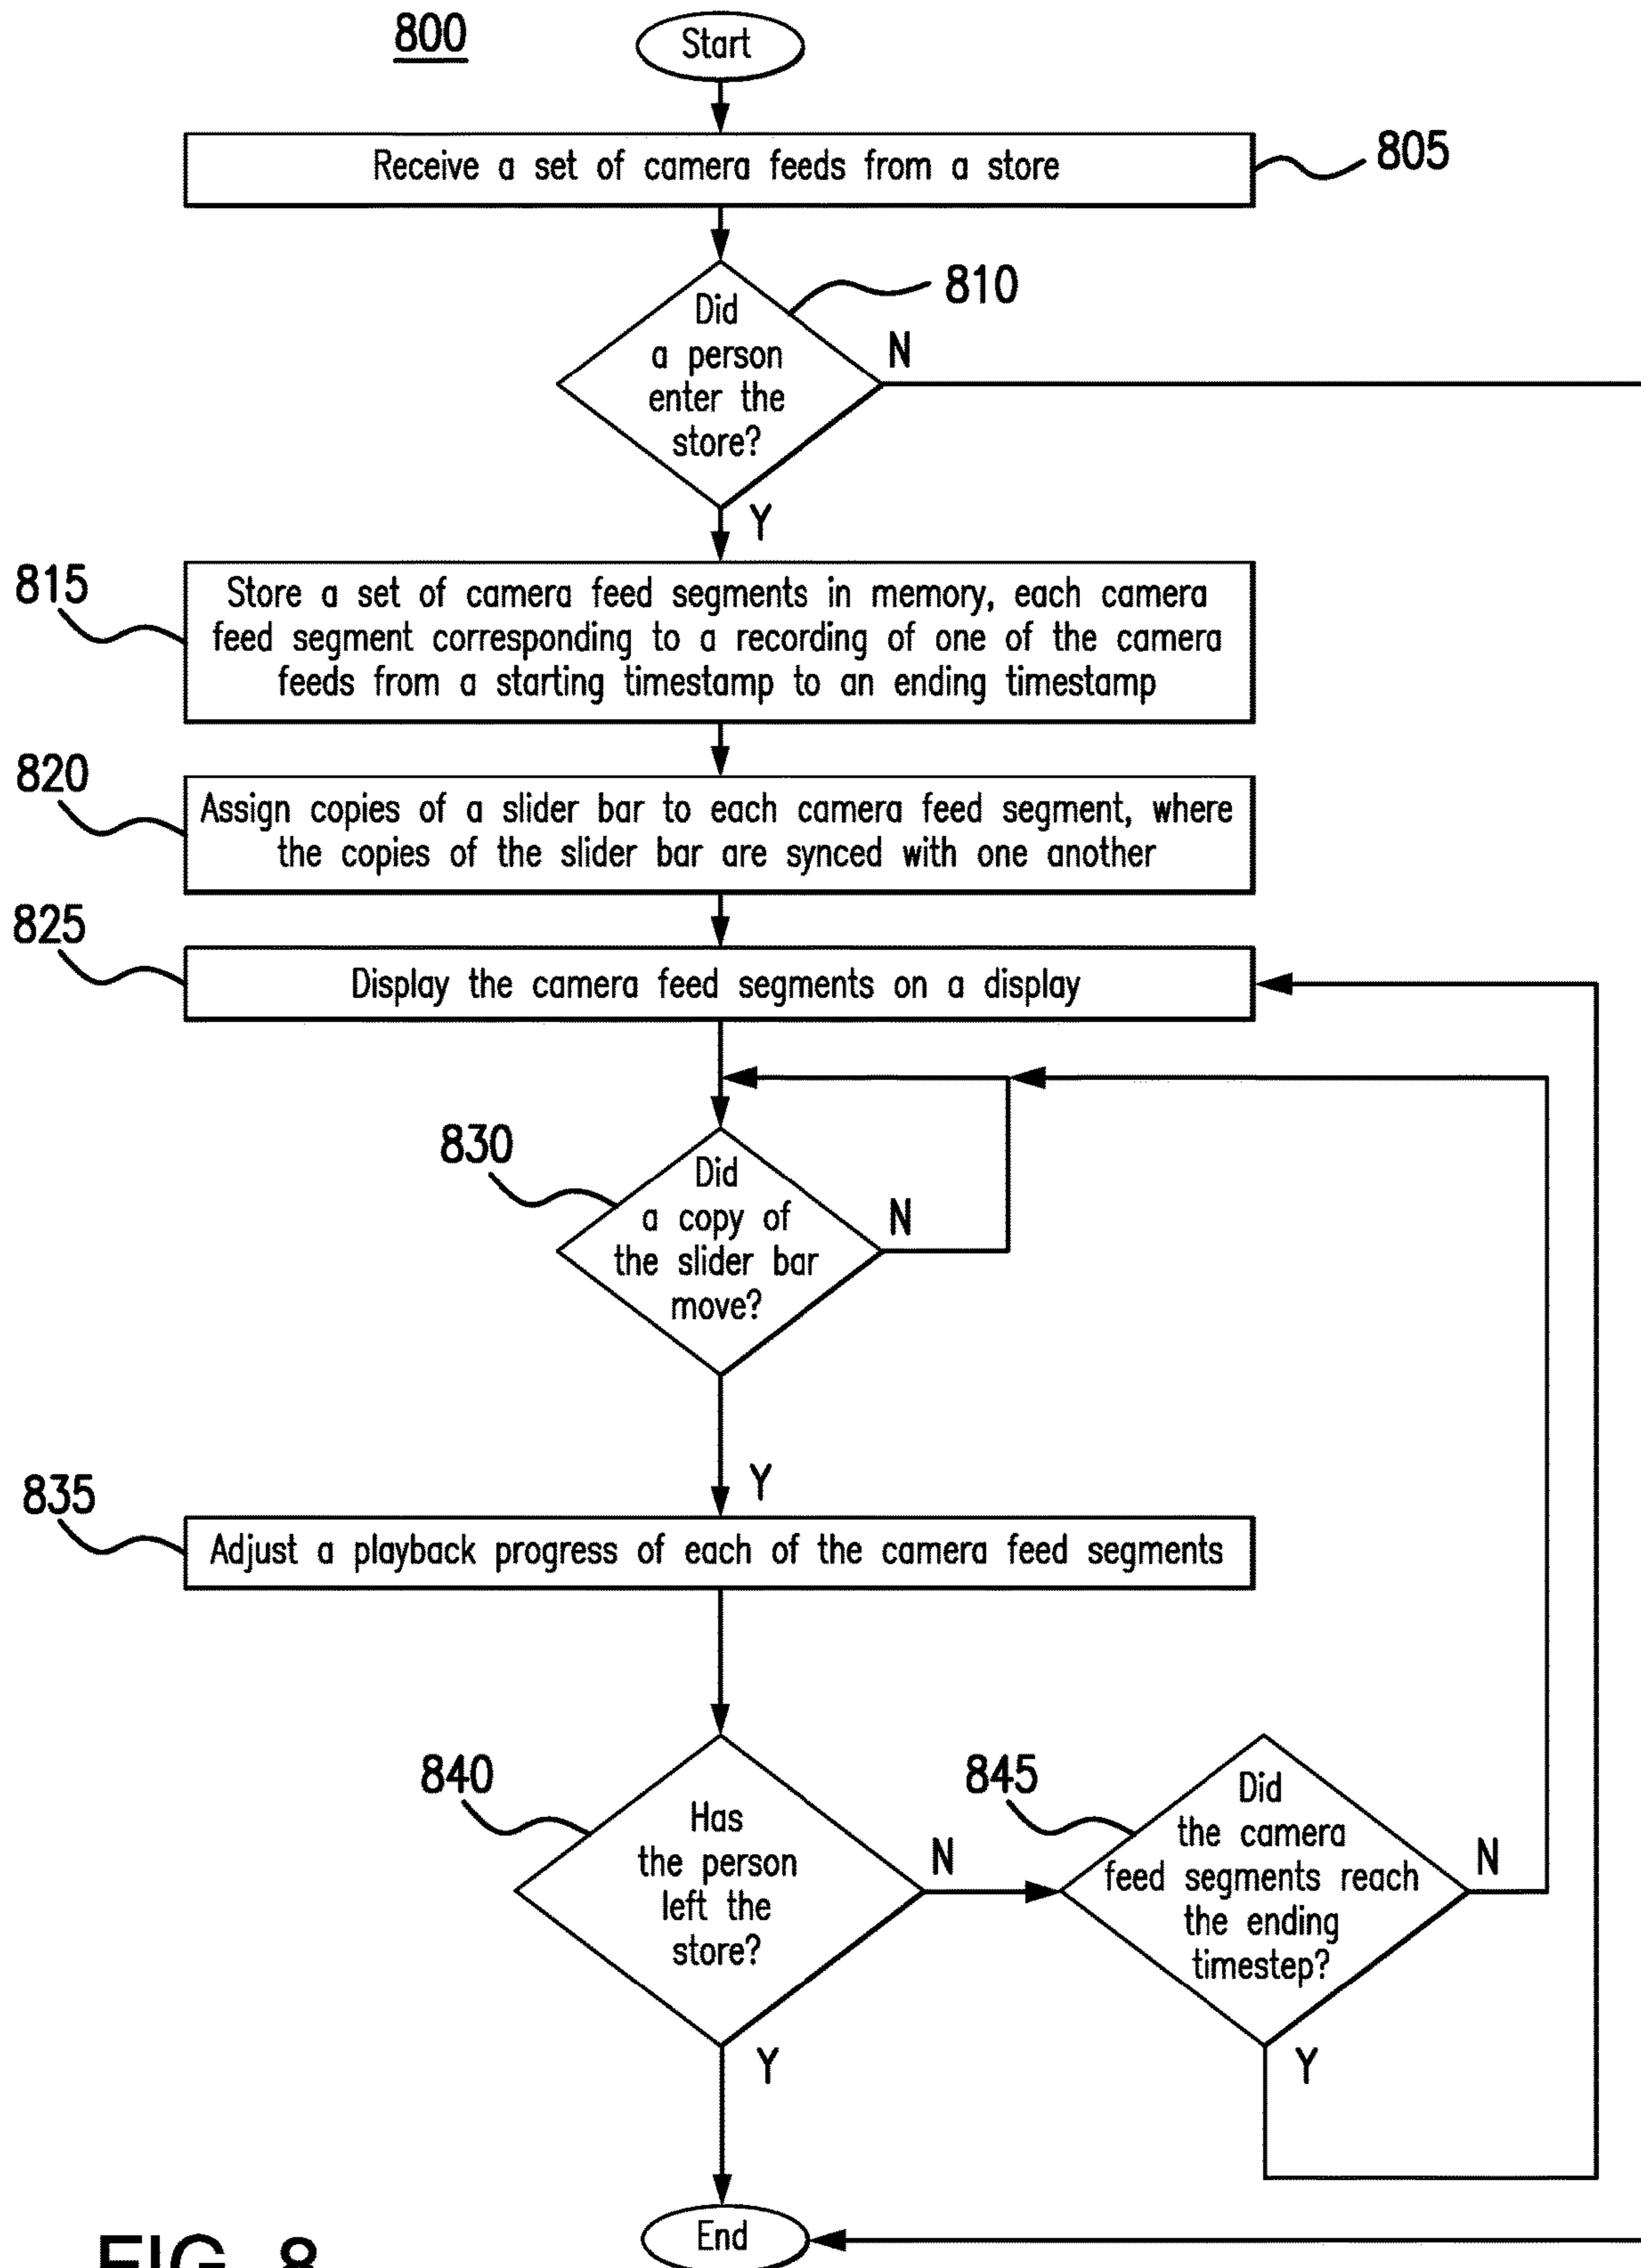 800
Start
Receive a set of camera feeds from a store
805
810
Did
a person
enter the
store?
N
Y
815
Store a set of camera feed segments in memory, each camera
feed segment corresponding to a recording of one of the camera
feeds from a starting timestamp to an ending timestamp
820
Assign copies of a slider bar to each camera feed segment, where
the copies of the slider bar are synced with one another
825
Display the camera feed segments on a display
830
Did
a copy of
the slider bar
move?
N
Y
835
Adjust a playback progress of each of the camera feed segments
840
Has
the person
left the
store?
N
Y
845
Did
the camera
feed segments reach
the ending
timestep?
N
Y
End
FIG. 8